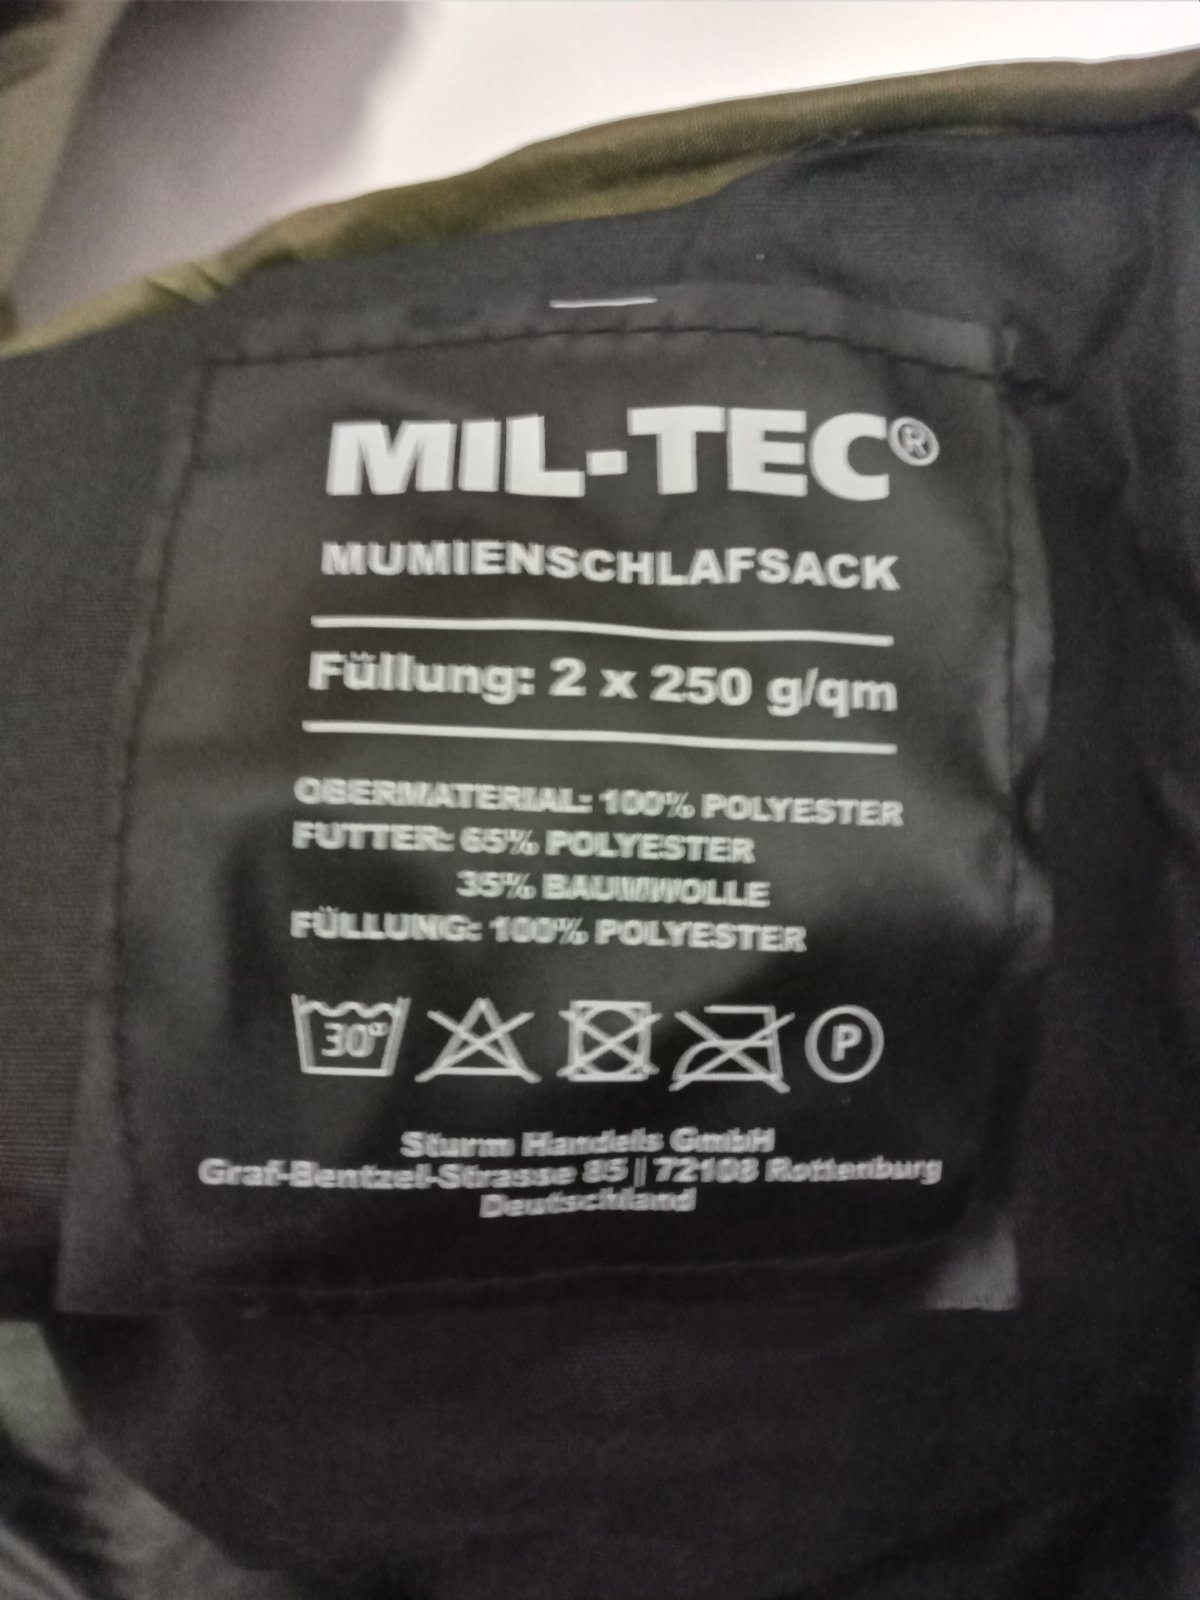 MIL-TEC®
MUMIENSCHLAFSACK
Füllung: 2 x 250 g/qm
OBERMATERIAL: 100% POLYESTER
FUTTER: 65% POLYESTER
35% BAUMWOLLE
FÜLLUNG: 100% POLYESTER
30° P
Sturm Handels GmbH
Graf-Bentzel-Strasse 85 | 72108 Rottenburg
Deutschland